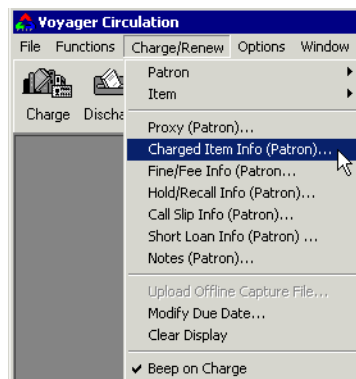 Voyager Circulation
File Functions Charge/Renew Options Window
Charge Discha
Patron
Item
Proxy (Patron)...
Charged Item Info (Patron)...
Fine/Fee Info (Patron...
Hold/Recall Info (Patron)...
Call Slip Info (Patron)...
Short Loan Info (Patron) ...
Notes (Patron)...
Upload Offline Capture File...
Modify Due Date...
Clear Display
✔ Beep on Charge